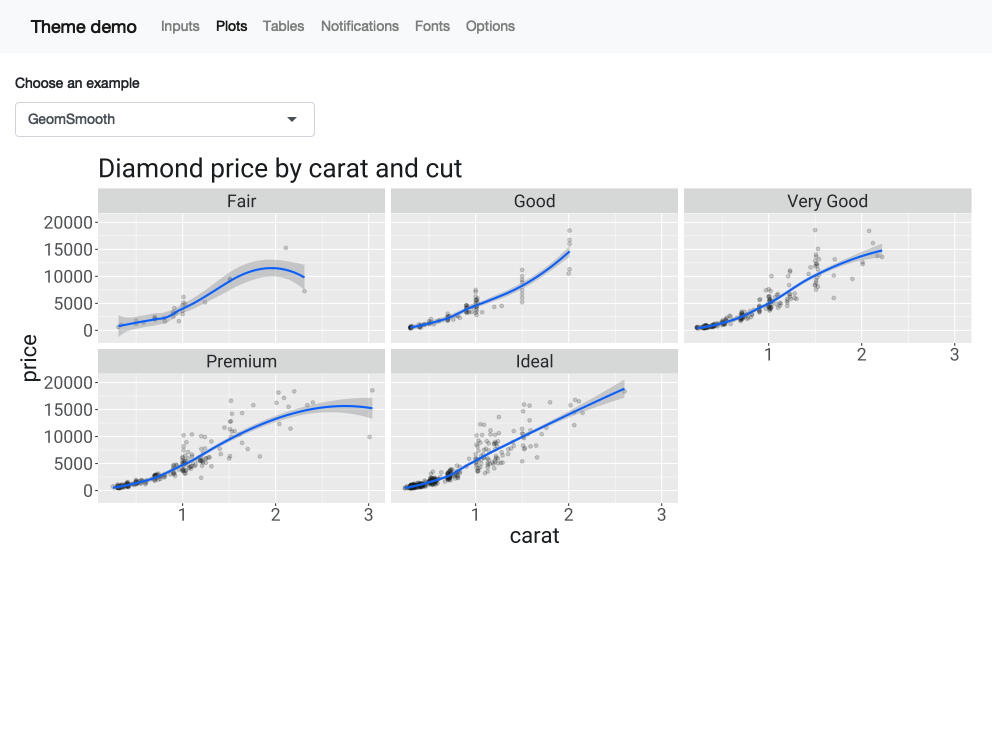 Theme demo Inputs Plots Tables Notifications Fonts Options
Choose an example
GeomSmooth
Diamond price by carat and cut
Fair Good Very Good
20000
15000
10000
5000
0
1 2 3
price
Premium Ideal
20000
15000
10000
5000
0
1 2 3 1 2 3
carat